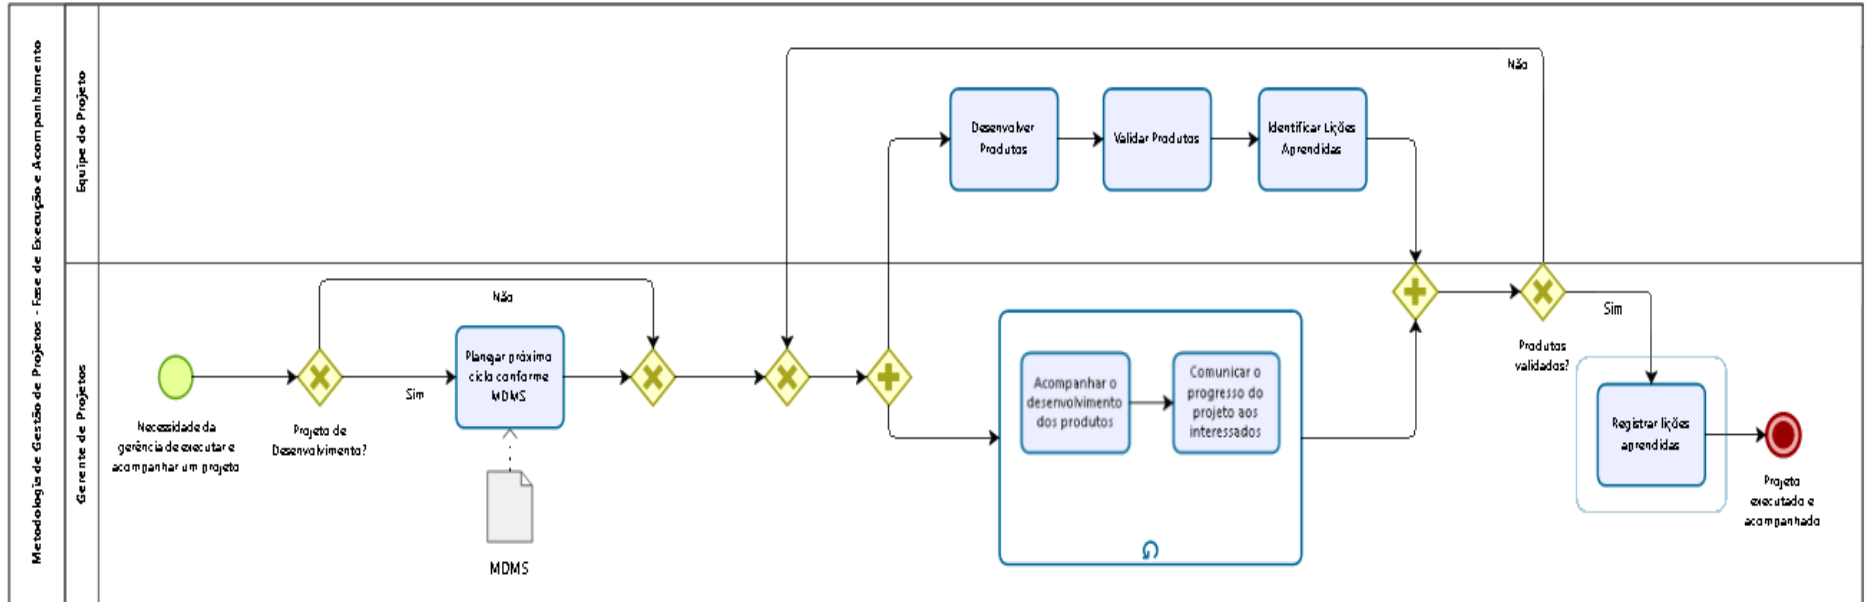 Metodologia de Gestão de Projetos - Fase de Execução e Acompanhamento
Equipe do Projeto
Gerente de Projetos
Não
Desenvolver
Produtos
Validar Produtos
Identificar Lições
Aprendidas
Necessidade da
gerência de executar e
acompanhar um projeto
Projeto de
Desenvolvimento?
Não
Sim
Planejar próximo
ciclo conforme
MDMS
MDMS
Acompanhar o
desenvolvimento
dos produtos
Comunicar o
progresso do
projeto aos
interessados
Produtos
validados?
Sim
Registrar lições
aprendidas
Projeto
executado e
acompanhado